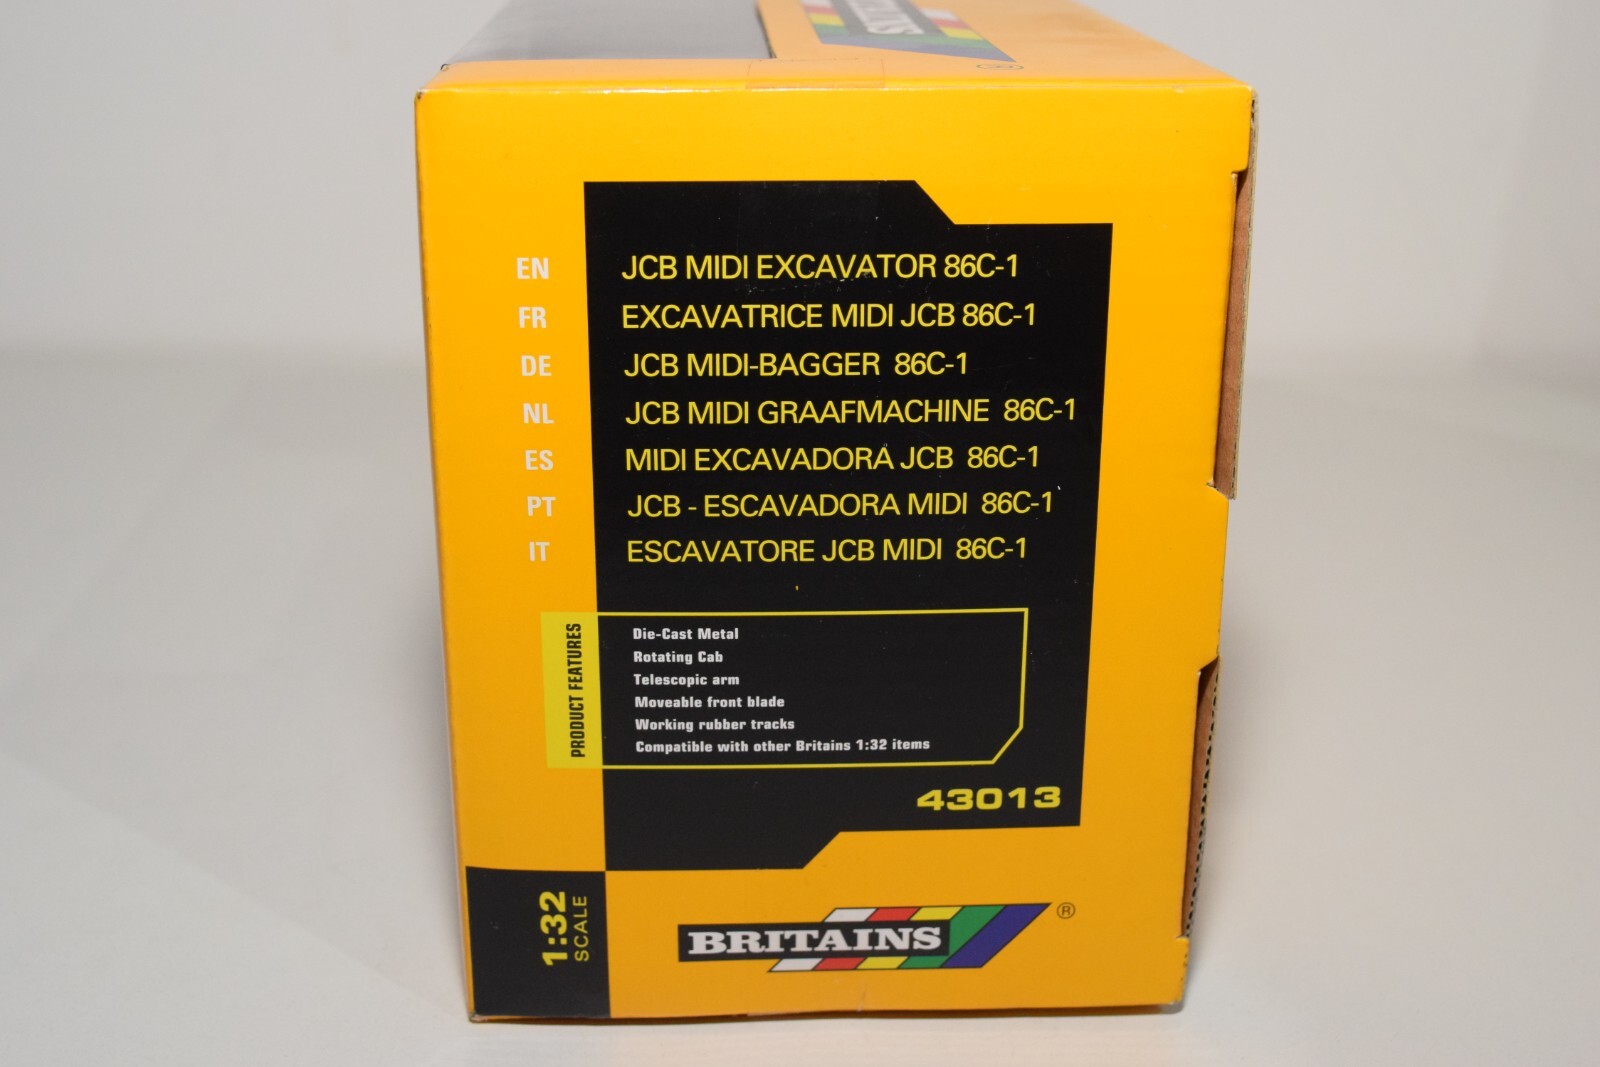 BRITAINS
®
EN JCB MIDI EXCAVATOR 86C-1
FR EXCAVATRICE MIDI JCB 86C-1
DE JCB MIDI-BAGGER 86C-1
NL JCB MIDI GRAAFMACHINE 86C-1
ES MIDI EXCAVADORA JCB 86C-1
PT JCB - ESCAVADORA MIDI 86C-1
IT ESCAVATORE JCB MIDI 86C-1
PRODUCT FEATURES
Die-Cast Metal
Rotating Cab
Telescopic arm
Moveable front blade
Working rubber tracks
Compatible with other Britains 1:32 items
43013
1:32
SCALE
BRITAINS ®